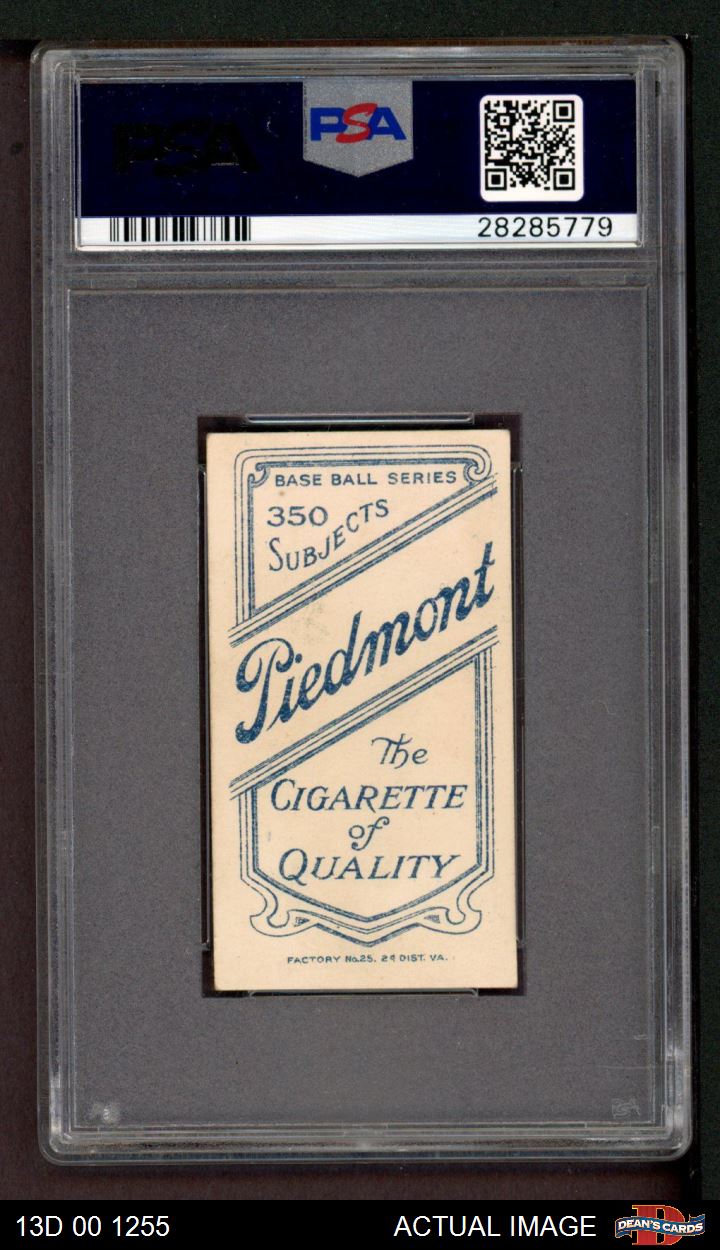 PSA
PSA
28285779
BASE BALL SERIES
350
SUBJECTS
Piedmont
The
CIGARETTE
of
QUALITY
FACTORY No.25. 2d DIST. VA.
13D 00 1255
ACTUAL IMAGE
DEAN'S CARDS